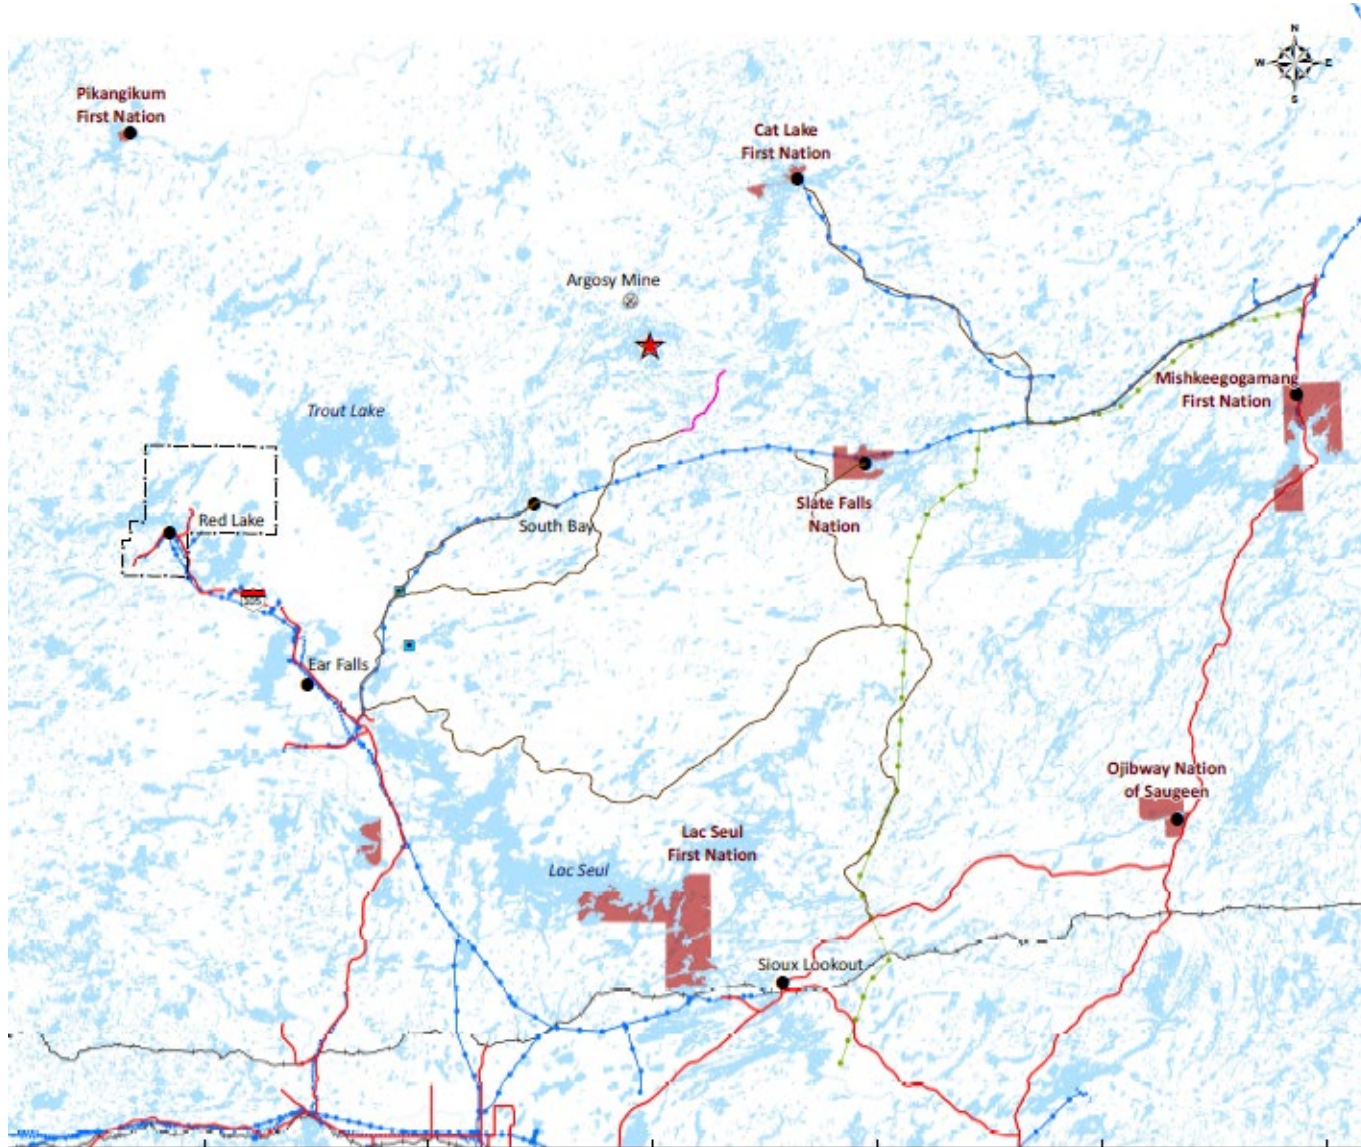 N
W E
S
Pikangikum
First Nation
Cat Lake
First Nation
Argosy Mine
Mishkeegogamang
First Nation
Trout Lake
Slate Falls
Nation
Red Lake
South Bay
105
Ear Falls
Ojibway Nation
of Saugeen
Lac Seul
First Nation
Lac Seul
Sioux Lookout